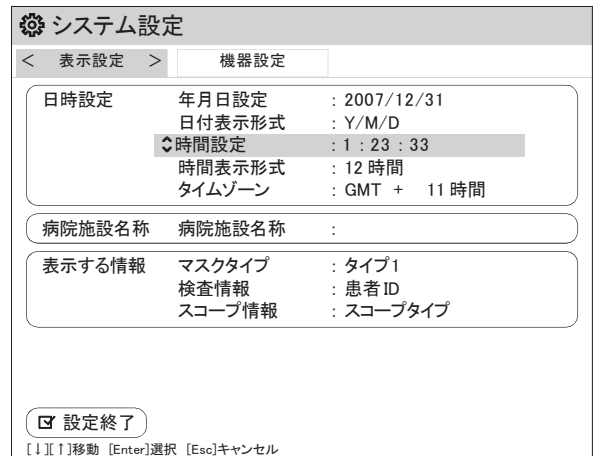 システム設定
< 表示設定 > 機器設定
日時設定 年月日設定 : 2007/12/31
日付表示形式 : Y/M/D
時間設定 : 1 : 23 : 33
時間表示形式 : 12 時間
タイムゾーン : GMT + 11 時間
病院施設名称 病院施設名称 :
表示する情報 マスクタイプ : タイプ1
検査情報 : 患者ID
スコープ情報 : スコープタイプ
設定終了
[↓][↑]移動 [Enter]選択 [Esc]キャンセル